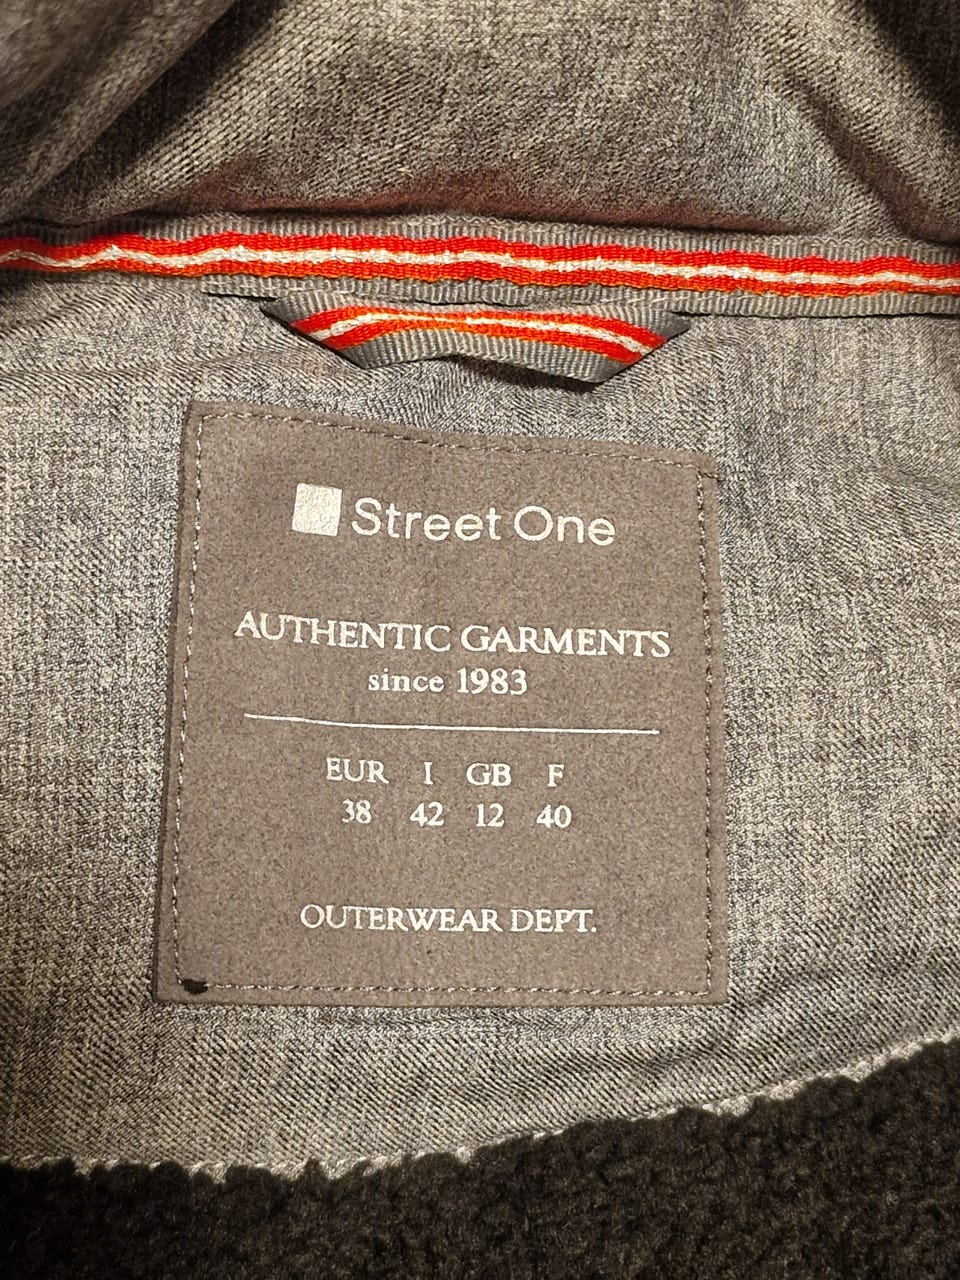 Street One
AUTHENTIC GARMENTS
since 1983
EUR I GB F
38 42 12 40
OUTERWEAR DEPT.